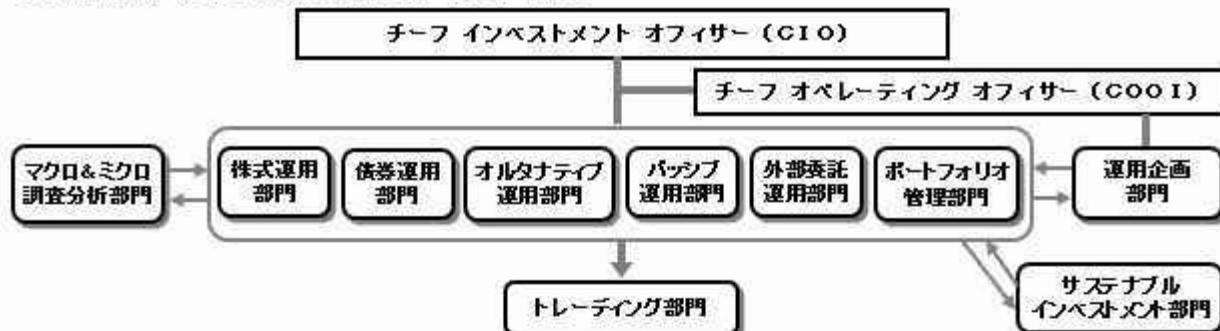 チーフ インベストメント オフィサー (CIO)
チーフ オペレーティング オフィサー (COOI)
マクロ&ミクロ
調査分析部門
株式運用
部門
債券運用
部門
オルタナティブ
運用部門
パッシブ
運用部門
外部委託
運用部門
ポートフォリオ
管理部門
運用企画
部門
トレーディング部門
サステナブル
インベストメント部門